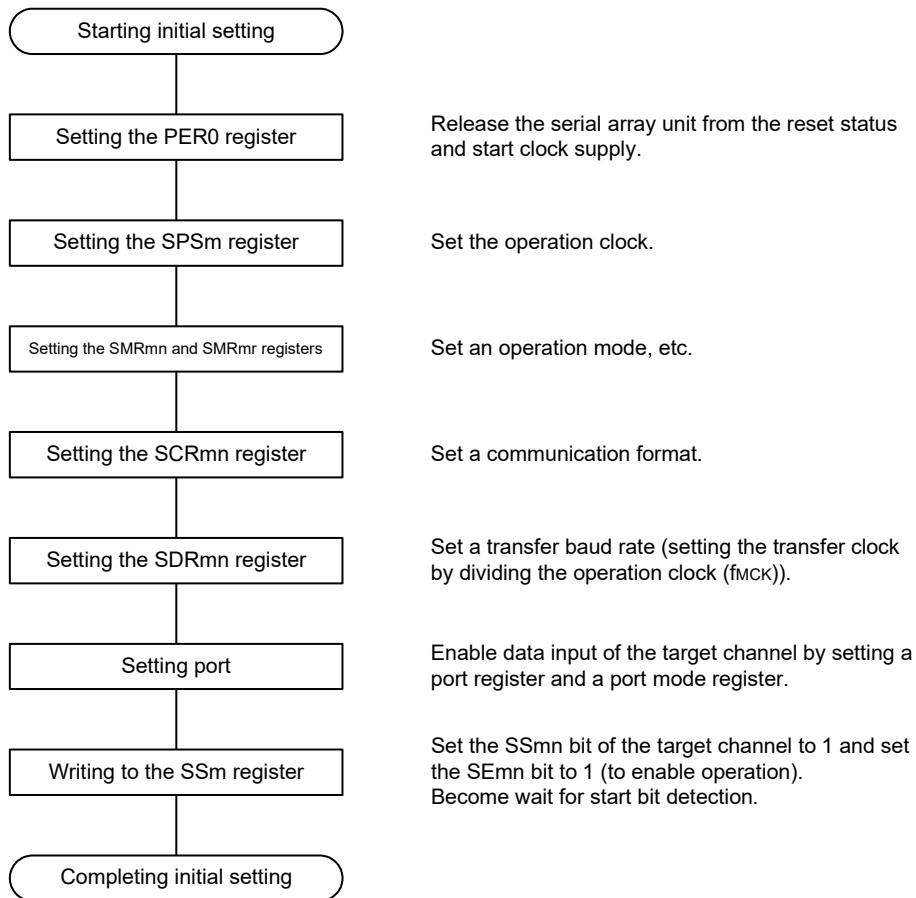 Starting initial setting
Setting the PER0 register
Release the serial array unit from the reset status
and start clock supply.
Setting the SPSm register
Set the operation clock.
Setting the SMRmn and SMRmr registers
Set an operation mode, etc.
Setting the SCRmn register
Set a communication format.
Setting the SDRmn register
Set a transfer baud rate (setting the transfer clock
by dividing the operation clock (fMCK)).
Setting port
Enable data input of the target channel by setting a
port register and a port mode register.
Writing to the SSm register
Set the SSmn bit of the target channel to 1 and set
the SEmn bit to 1 (to enable operation).
Become wait for start bit detection.
Completing initial setting